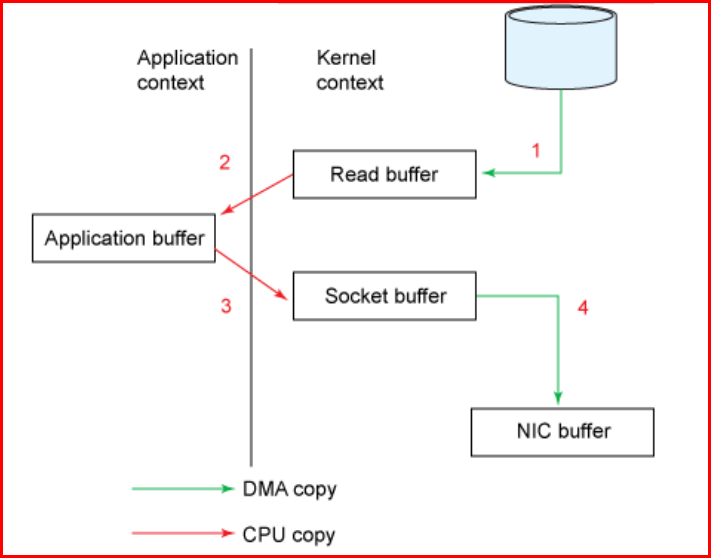 Application
context
Kernel
context
1
2
Read buffer
Application buffer
Socket buffer
3
4
NIC buffer
DMA copy
CPU copy